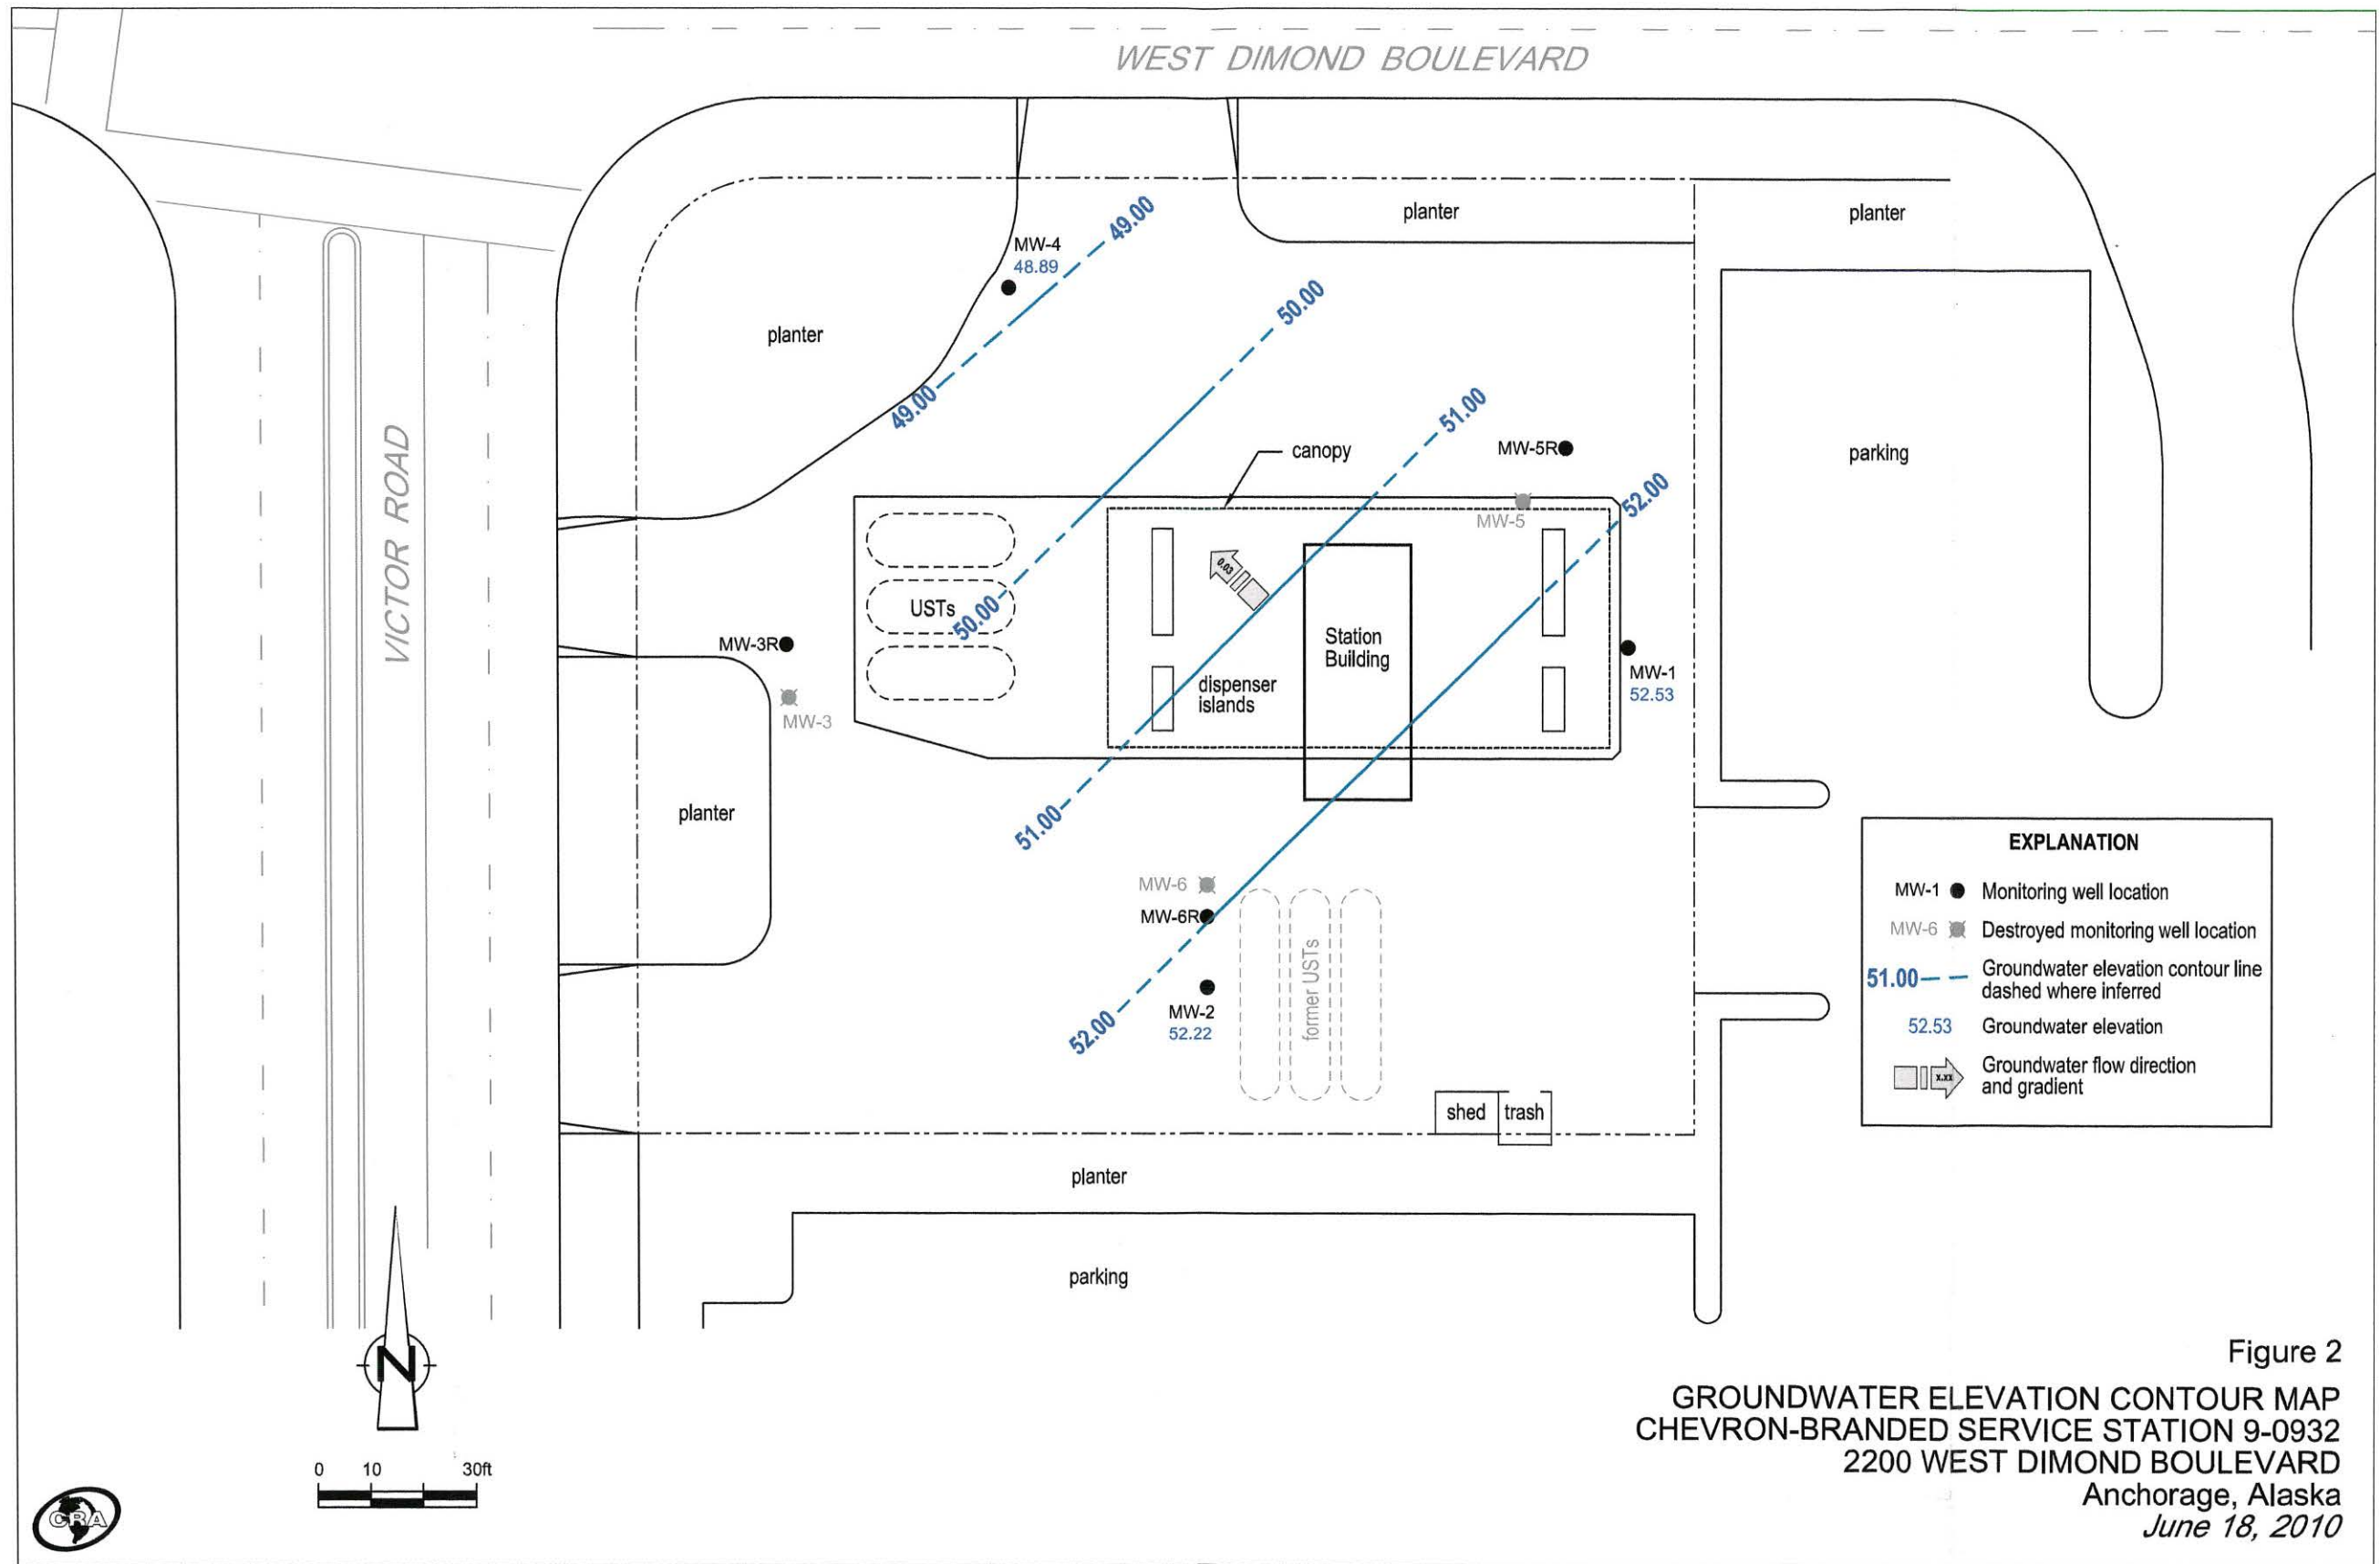 WEST DIMOND BOULEVARD
49.00
planter
planter
MW-4
48.89
50.00
planter
49.00
51.00
VICTOR ROAD
canopy
MW-5R
parking
52.00
MW-5
0.03
USTs
50.00
MW-3R
Station
Building
MW-1
52.53
dispenser
islands
MW-3
planter
51.00
MW-6
MW-6R
former USTs
MW-2
52.22
52.00
shed
trash
planter
parking
EXPLANATION
MW-1 Monitoring well location
MW-6 Destroyed monitoring well location
51.00 Groundwater elevation contour line
dashed where inferred
52.53 Groundwater elevation
x.xx Groundwater flow direction
and gradient
N
0 10 30ft
CRA
Figure 2
GROUNDWATER ELEVATION CONTOUR MAP
CHEVRON-BRANDED SERVICE STATION 9-0932
2200 WEST DIMOND BOULEVARD
Anchorage, Alaska
June 18, 2010